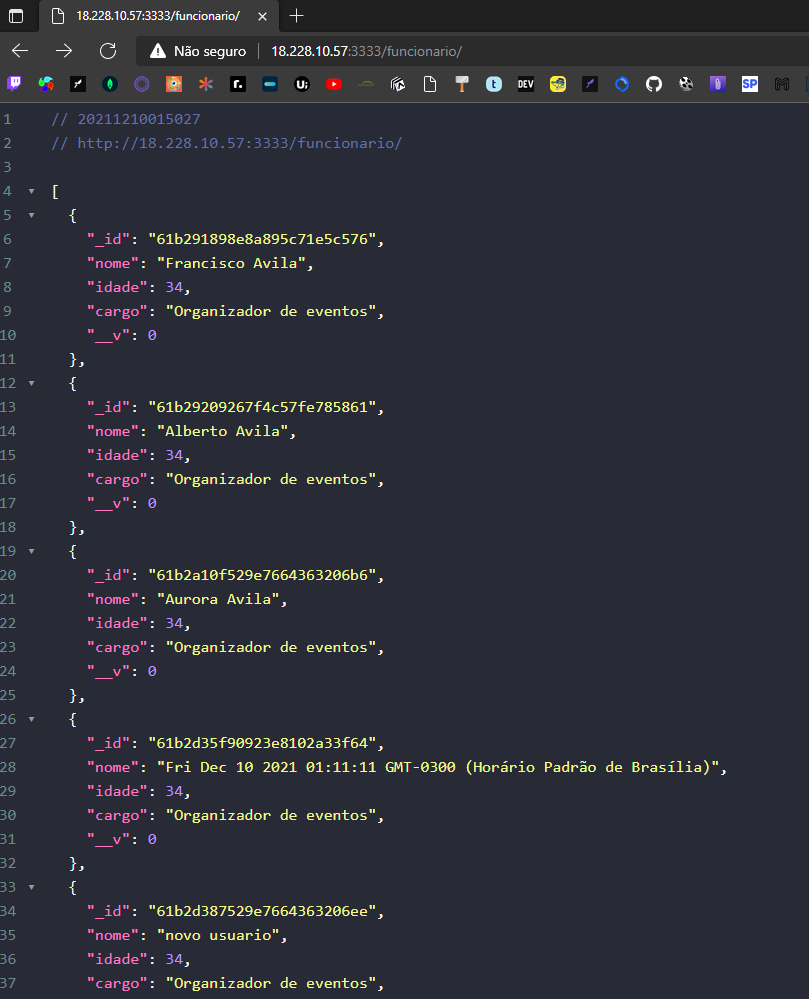 18.228.10.57:3333/funcionario/
Não seguro
18.228.10.57:3333/funcionario/
r.
U;
t
DEV
SP
1 // 20211210015027
2 // http://18.228.10.57:3333/funcionario/
3
4 [
5 {
6 "_id": "61b291898e8a895c71e5c576",
7 "nome": "Francisco Avila",
8 "idade": 34,
9 "cargo": "Organizador de eventos",
10 "__v": 0
11 },
12 {
13 "_id": "61b29209267f4c57fe785861",
14 "nome": "Alberto Avila",
15 "idade": 34,
16 "cargo": "Organizador de eventos",
17 "__v": 0
18 },
19 {
20 "_id": "61b2a10f529e7664363206b6",
21 "nome": "Aurora Avila",
22 "idade": 34,
23 "cargo": "Organizador de eventos",
24 "__v": 0
25 },
26 {
27 "_id": "61b2d35f90923e8102a33f64",
28 "nome": "Fri Dec 10 2021 01:11:11 GMT-0300 (Horário Padrão de Brasília)",
29 "idade": 34,
30 "cargo": "Organizador de eventos",
31 "__v": 0
32 },
33 {
34 "_id": "61b2d387529e7664363206ee",
35 "nome": "novo usuario",
36 "idade": 34,
37 "cargo": "Organizador de eventos",